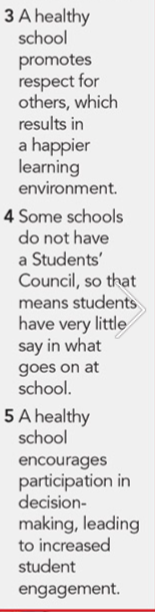 3 A healthy
school
promotes
respect for
others, which
results in
a happier
learning
environment.
4 Some schools
do not have
a Students'
Council, so that
means students
have very little
say in what
goes on at
school.
5 A healthy
school
encourages
participation in
decision-
making, leading
to increased
student
engagement.